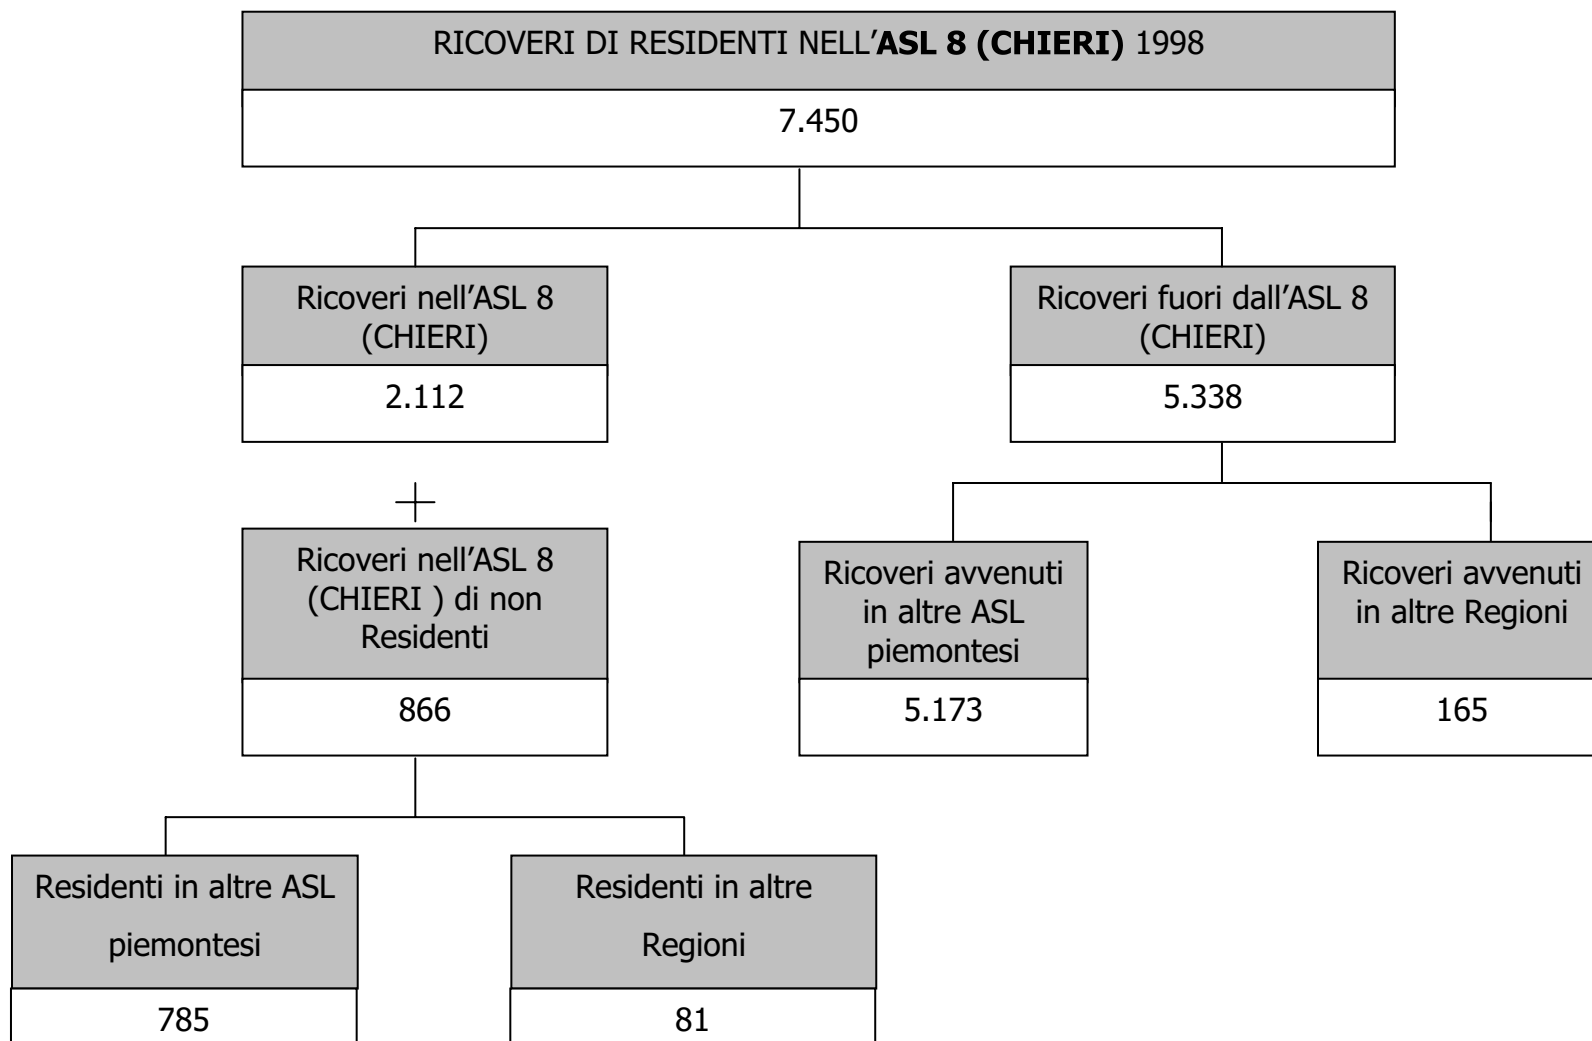 RICOVERI DI RESIDENTI NELL'ASL 8 (CHIERI) 1998
7.450
Ricoveri nell'ASL 8
(CHIERI)
2.112
Ricoveri fuori dall'ASL 8
(CHIERI)
5.338
+
Ricoveri nell'ASL 8
(CHIERI ) di non
Residenti
866
Ricoveri avvenuti
in altre ASL
piemontesi
5.173
Ricoveri avvenuti
in altre Regioni
165
Residenti in altre ASL
piemontesi
785
Residenti in altre
Regioni
81